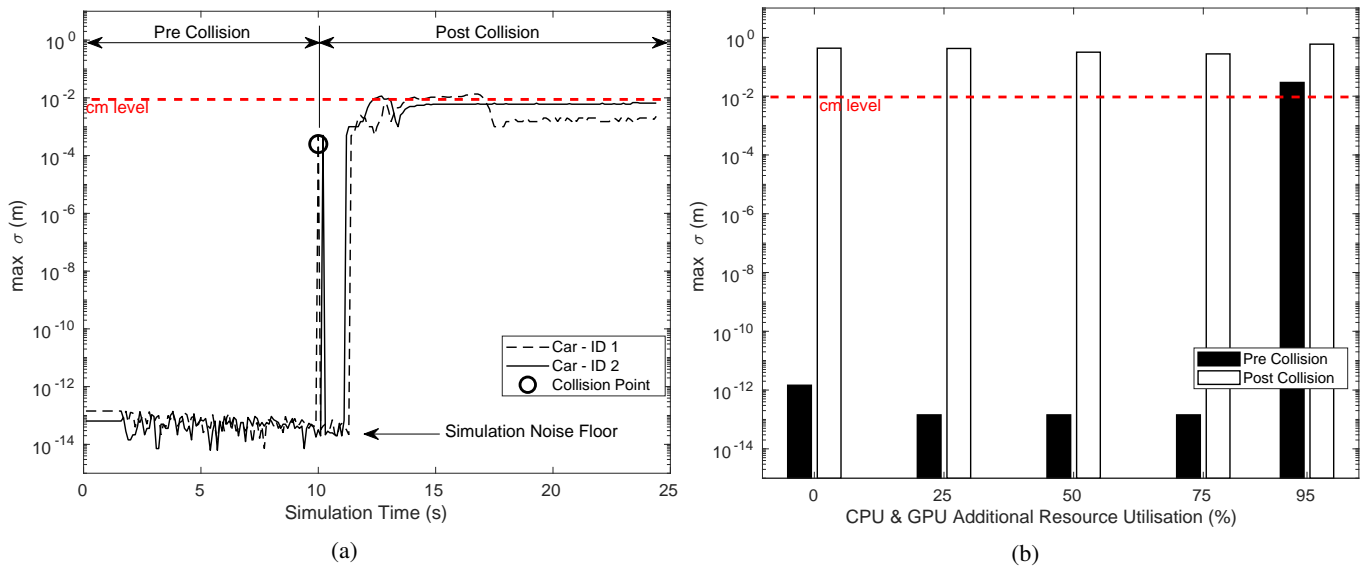 Pre Collision
Post Collision
10^0
10^-2
10^-4
10^-6
10^-8
10^-10
10^-12
10^-14
max σ (m)
cm level
Car - ID 1
Car - ID 2
Collision Point
Simulation Noise Floor
0
5
10
15
20
25
Simulation Time (s)
(a)
10^0
10^-2
10^-4
10^-6
10^-8
10^-10
10^-12
10^-14
max σ (m)
cm level
Pre Collision
Post Collision
0
25
50
75
95
CPU & GPU Additional Resource Utilisation (%)
(b)